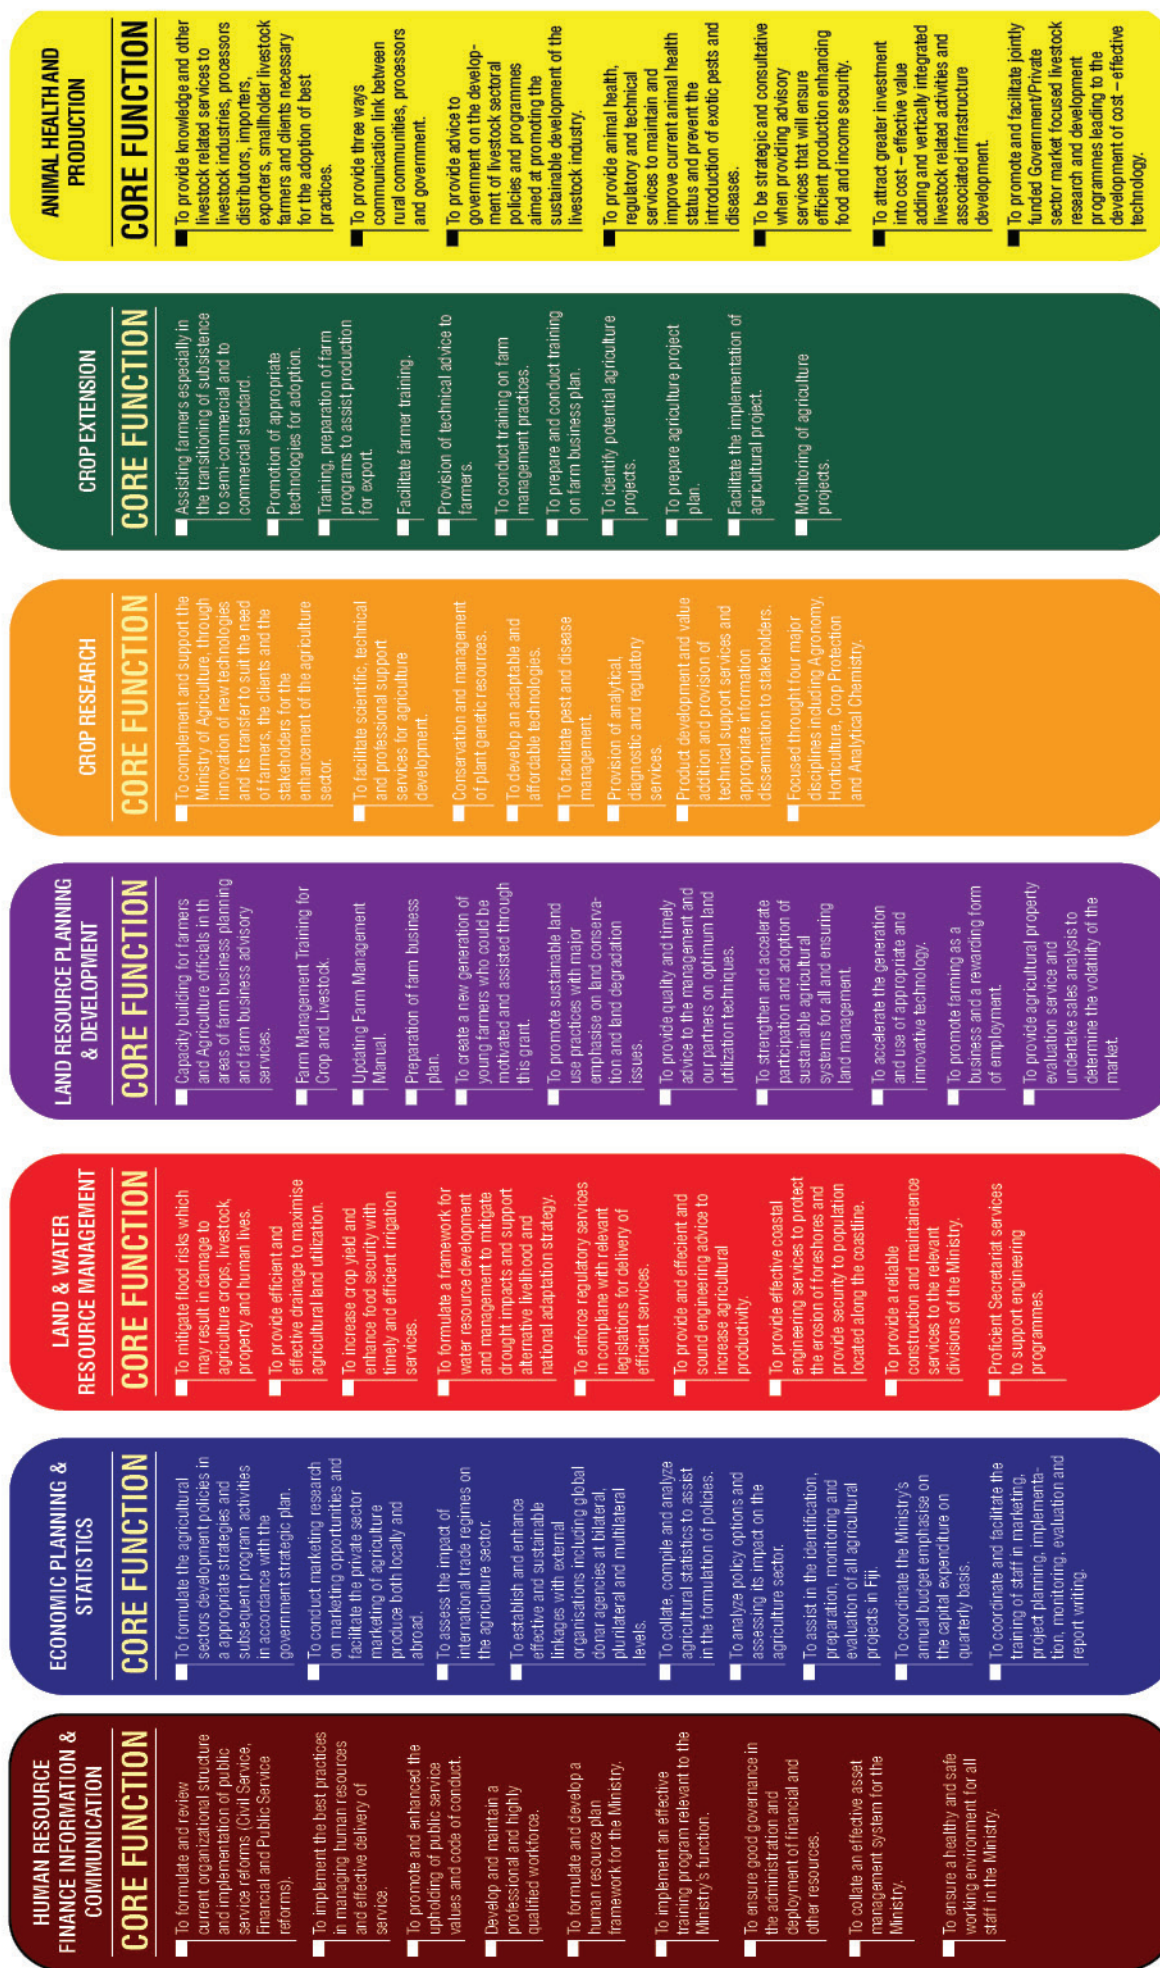 HUMAN RESOURCE
FINANCE INFORMATION &
COMMUNICATION
CORE FUNCTION
To formulate and review
current organizational structure
and implementation of public
service reforms (Civil Service,
Financial and Public Service
reforms).
To implement the best practices
in managing human resources
and effective delivery of
service.
To promote and enhanced the
upholding of public service
values and code of conduct.
Develop and maintain a
professional and highly
qualified workforce.
To formulate and develop a
human resource plan
framework for the Ministry.
To implement an effective
training program relevant to the
Ministry's function.
To ensure good governance in
the administration and
deployment of financial and
other resources.
To collate an effective asset
management system for the
Ministry.
To ensure a healthy and safe
working environment for all
staff in the Ministry.
ECONOMIC PLANNING &
STATISTICS
CORE FUNCTION
To formulate the agricultural
sectors development policies in
a appropriate strategies and
subsequent program activities
in accordance with the
government strategic plan.
To conduct marketing research
on marketing opportunities and
facilitate the private sector
marketing of agriculture
produce both locally and
abroad.
To assess the impact of
international trade regimes on
the agriculture sector.
To establish and enhance
effective and sustainable
linkages with external
organisations including global
donar agencies at bilateral,
plurilateral and multilateral
levels.
To collate, compile and analyze
agricultural statistics to assist
in the formulation of policies.
To analyze policy options and
assessing its impact on the
agriculture sector.
To assist in the identification,
preparation, monitoring and
evaluation of all agricultural
projects in Fiji.
To coordinate the Ministry's
annual budget emphasise on
the capital expenditure on
quarterly basis.
To coordinate and facilitate the
training of staff in marketing,
project planning, implementa-
tion, monitoring, evaluation and
report writing.
LAND & WATER
RESOURCE MANAGEMENT
CORE FUNCTION
To mitigate flood risks which
may result in damage to
agriculture crops, livestock,
property and human lives.
To provide efficient and
effective drainage to maximise
agricultural land utilization.
To increase crop yield and
enhance food security with
timely and efficient irrigation
services.
To formulate a framework for
water resource development
and management to mitigate
drought impacts and support
alternative livelihood and
national adaptation strategy.
To enforce regulatory services
in compliane with relevant
legislations for delivery of
efficient services.
To provide and effecient and
sound engineering advice to
increase agricultural
productivity.
To provide effective coastal
engineering services to protect
the erosion of foreshores and
provide security to population
located along the coastline.
To provide a reliable
construction and maintainence
services to the relevant
divisions of the Ministry.
Proficient Secretariat services
to support engineering
programmes.
LAND RESOURCE PLANNING
& DEVELOPMENT
CORE FUNCTION
Capacity building for farmers
and Agriculture officials in th
areas of farm business planning
and farm business advisory
services.
Farm Management Training for
Crop and Livestock.
Updating Farm Management
Manual.
Preparation of farm business
plan.
To create a new generation of
young farmers who could be
motivated and assisted through
this grant.
To promote sustainable land
use practices with major
emphasise on land conserva-
tion and land degradation
issues.
To provide quality and timely
advice to the management and
our partners on optimum land
utilization techniques.
To strengthen and accelerate
participation and adoption of
sustainable agricultural
systems for all and ensuring
land management.
To accelerate the generation
and use of appropriate and
innovative technology.
To promote farming as a
business and a rewarding form
of employment.
To provide agricultural property
evaluation service and
undertake sales analysis to
determine the volatility of the
market.
CROP RESEARCH
CORE FUNCTION
To complement and support the
Ministry of Agriculture, through
innovation of new technologies
and its transfer to suit the need
of farmers, the clients and the
stakeholders for the
enhancement of the agriculture
sector.
To facilitate scientific, technical
and professional support
services for agriculture
development.
Conservation and management
of plant genetic resources.
To develop an adaptable and
affordable technologies.
To facilitate pest and disease
management.
Provision of analytical,
diagnostic and regulatory
services.
Product development and value
addition and provision of
technical support services and
appropriate information
dissemination to stakeholders.
Focused throught four major
disciplines including Agronomy,
Horticulture, Crop Protection
and Analytical Chemistry.
CROP EXTENSION
CORE FUNCTION
Assisting farmers especially in
the transitioning of subsistence
to semi-commercial and to
commercial standard.
Promotion of appropriate
technologies for adoption.
Training, preparation of farm
programs to assist production
for export.
Facilitate farmer training.
Provision of technical advice to
farmers.
To conduct training on farm
management practices.
To prepare and conduct training
on farm business plan.
To identify potential agriculture
projects.
To prepare agriculture project
plan.
Facilitate the implementation of
agricultural project.
Monitoring of agriculture
projects.
ANIMAL HEALTH AND
PRODUCTION
CORE FUNCTION
To provide knowledge and other
livestock related services to
livestock industries, processors
distributors, importers,
exporters, smallholder livestock
farmers and clients necessary
for the adoption of best
practices.
To provide three ways
communication link between
rural communities, processors
and government.
To provide advice to
government on the develop-
ment of livestock sectoral
policies and programmes
aimed at promoting the
sustainable development of the
livestock industry.
To provide animal health,
regulatory and technical
services to maintain and
improve current animal health
status and prevent the
introduction of exotic pests and
diseases.
To be strategic and consultative
when providing advisory
services that will ensure
efficient production enhancing
food and income security.
To attract greater investment
into cost – effective value
adding and vertically integrated
livestock related activities and
associated infrastructure
development.
To promote and facilitate jointly
funded Government/Private
sector market focused livestock
research and development
programmes leading to the
development of cost – effective
technology.